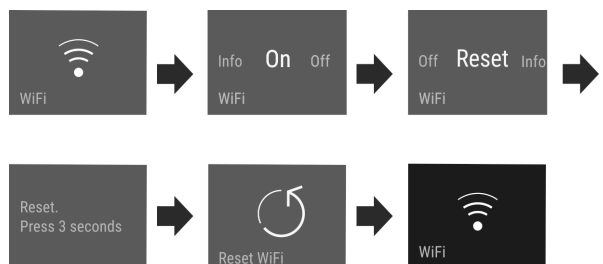 WiFi
Info On Off
WiFi
Off Reset Info
WiFi
Reset.
Press 3 seconds
Reset WiFi
WiFi